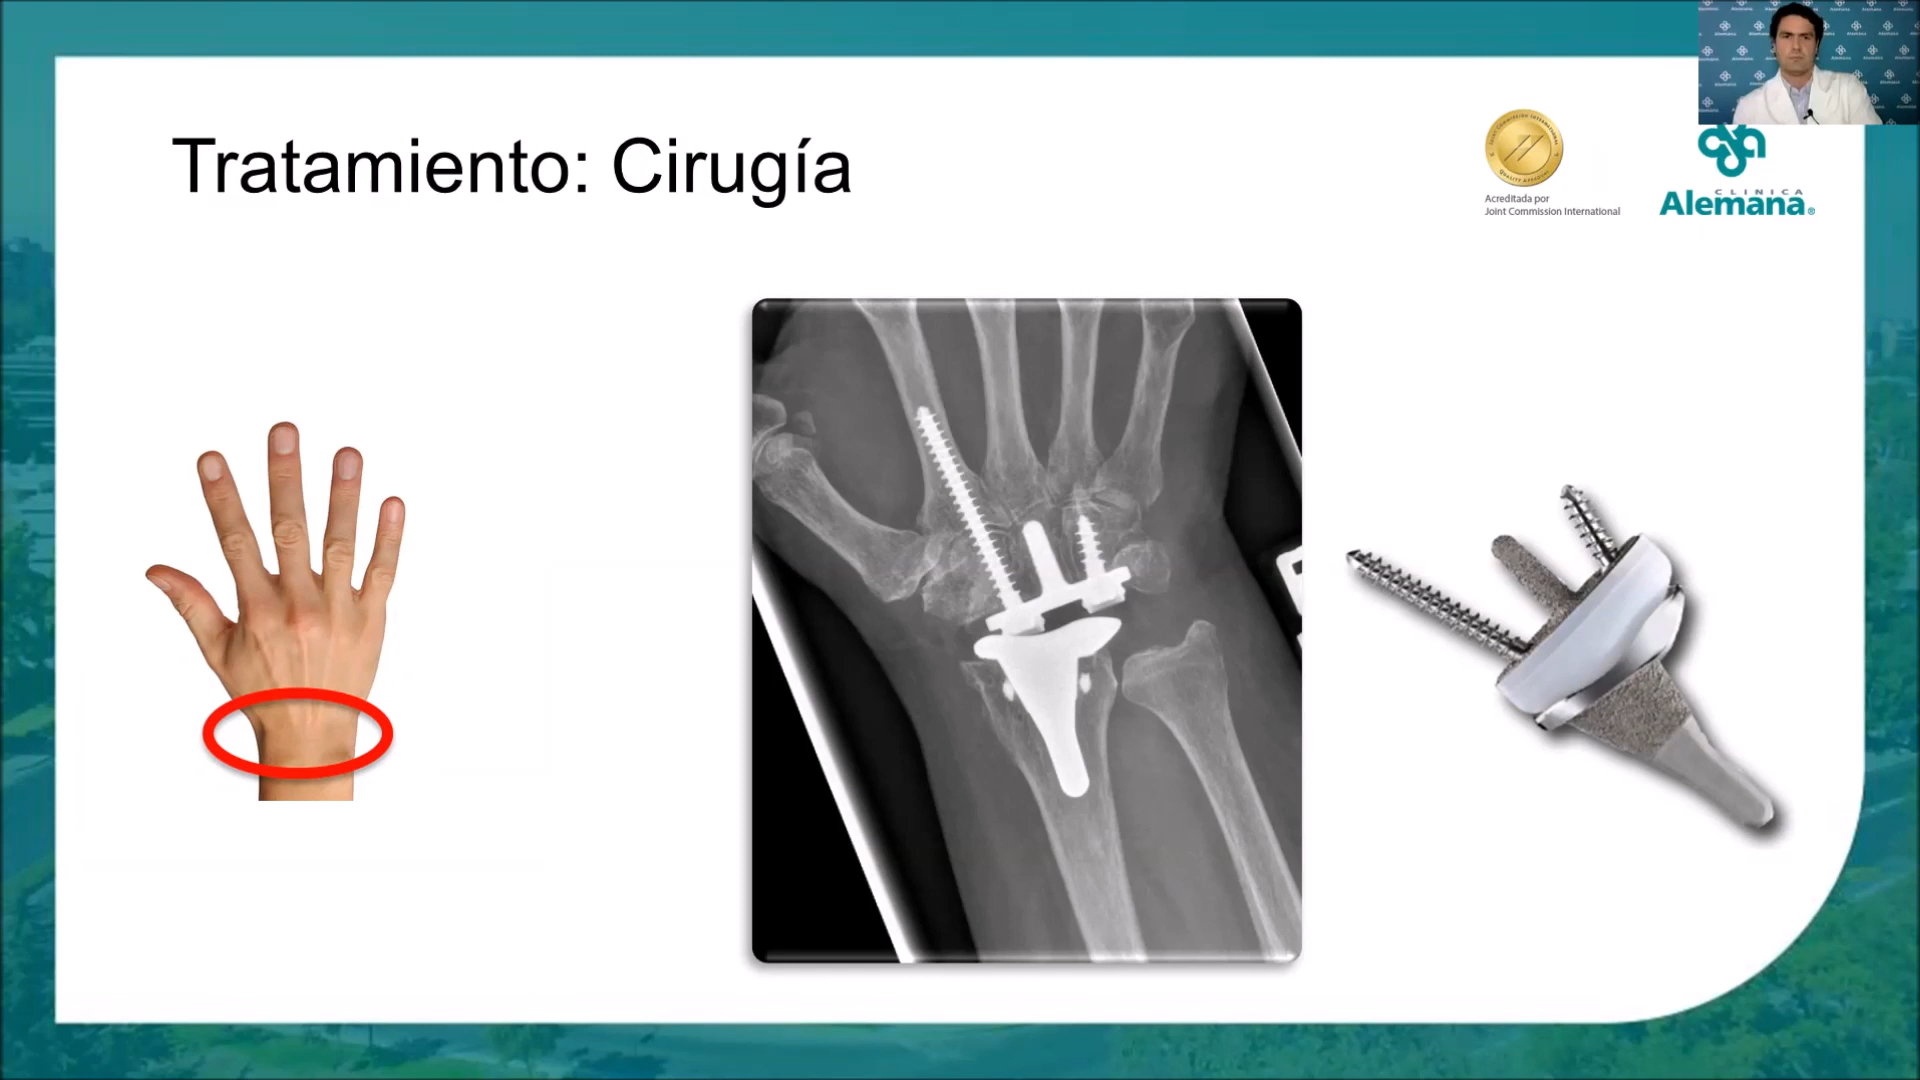 Tratamiento: Cirugía
Acreditada por
Joint Commission International
CLINICA
Alemana®